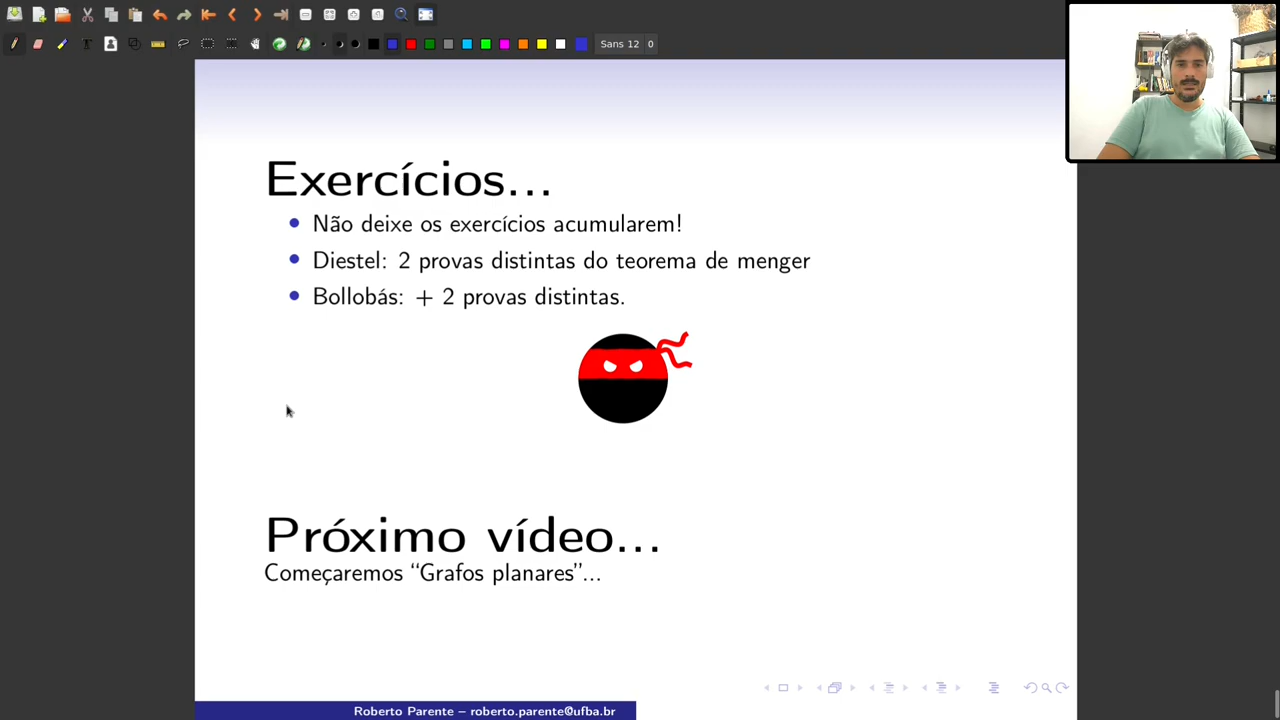 Sans 12 0
Exercícios...
Não deixe os exercícios acumularem!
Diestel: 2 provas distintas do teorema de menger
Bollobás: + 2 provas distintas.
Próximo vídeo...
Começaremos “Grafos planares”...
Roberto Parente – roberto.parente@ufba.br